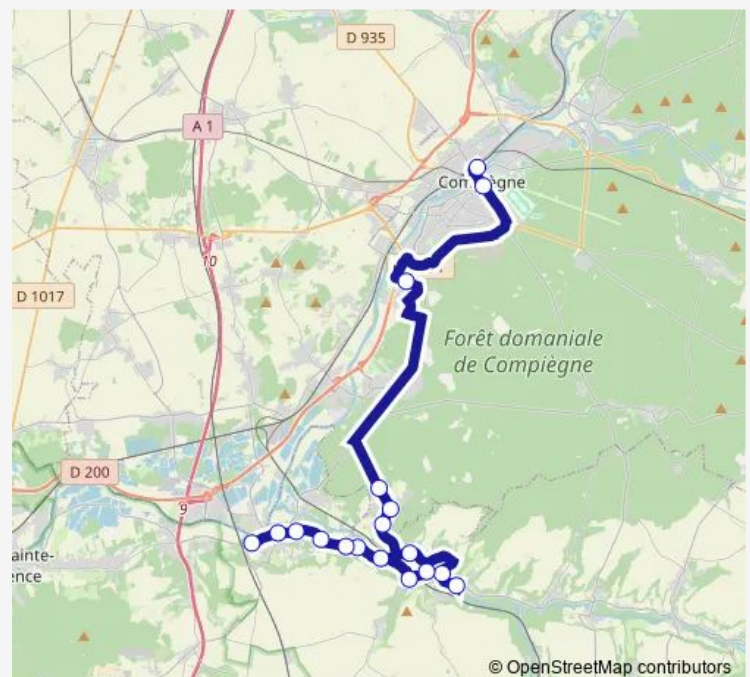 D 935
A 1
Compiègne
10
D 1017
Forêt domaniale
de Compiègne
D 200
9
ainte-
ence
© OpenStreetMap contributors